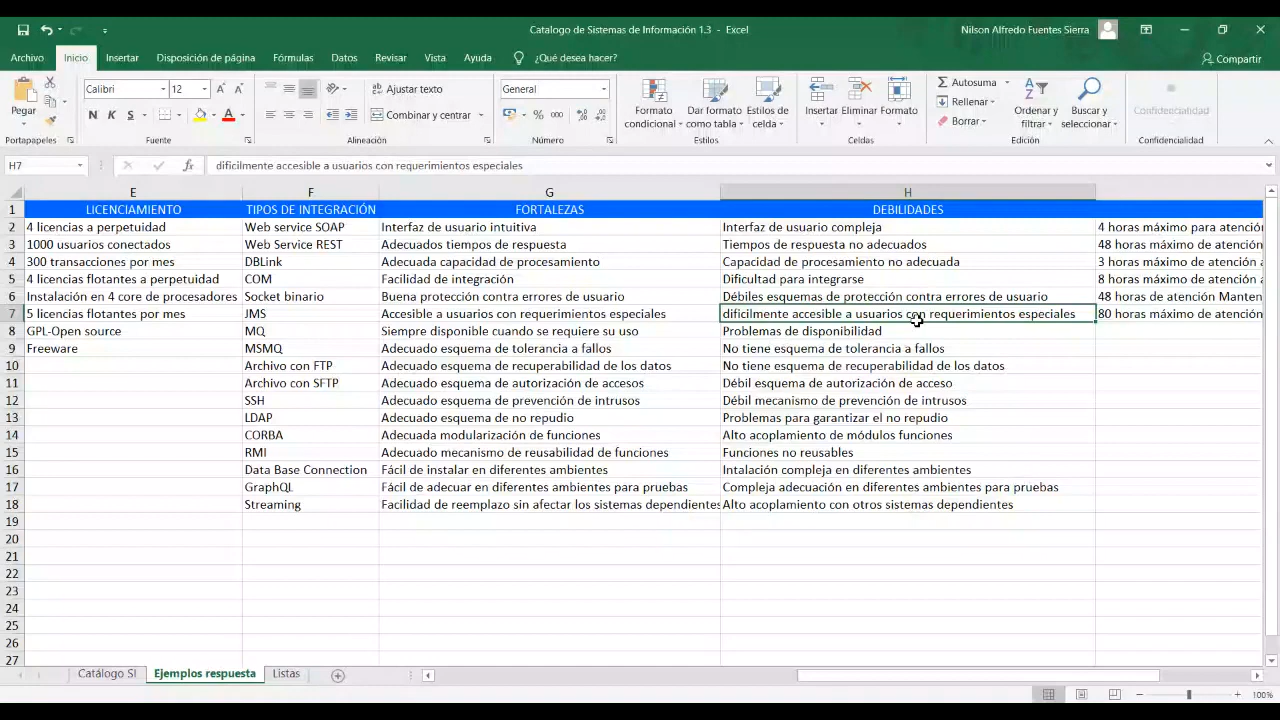 Catalogo de Sistemas de Información 1.3 - Excel
Nilson Alfredo Fuentes Sierra
Archivo Inicio Insertar Disposición de página Fórmulas Datos Revisar Vista Ayuda ¿Qué desea hacer? Compartir
Pegar
Calibri 12
N K S
Ajustar texto
Combinar y centrar
General
Formato condicional
Dar formato como tabla
Estilos de celda
Insertar Eliminar Formato
Autosuma
Rellenar
Borrar
Ordenar y filtrar
Buscar y seleccionar
Confidencialidad
Portapapeles Fuente Alineación Número Estilos Celdas Edición Confidencialidad
H7 fx dificilmente accesible a usuarios con requerimientos especiales
E F G H
1 LICENCIAMIENTO TIPOS DE INTEGRACIÓN FORTALEZAS DEBILIDADES
2 4 licencias a perpetuidad Web service SOAP Interfaz de usuario intuitiva Interfaz de usuario compleja 4 horas máximo para atenció
3 1000 usuarios conectados Web Service REST Adecuados tiempos de respuesta Tiempos de respuesta no adecuados 48 horas máximo de atención
4 300 transacciones por mes DBLink Adecuada capacidad de procesamiento Capacidad de procesamiento no adecuada 3 horas máximo de atención a
5 4 licencias flotantes a perpetuidad COM Facilidad de integración Dificultad para integrarse 8 horas máximo de atención a
6 Instalación en 4 core de procesadores Socket binario Buena protección contra errores de usuario Débiles esquemas de protección contra errores de usuario 48 horas de atención Manten
7 5 licencias flotantes por mes JMS Acesible a usuarios con requerimientos especiales dificilmente accesible a usuarios con requerimientos especiales 80 horas máximo de atención
8 GPL-Open source MQ Siempre disponible cuando se requiere su uso Problemas de disponibilidad
9 Freeware MSMQ Adecuado esquema de tolerancia a fallos No tiene esquema de tolerancia a fallos
10 Archivo con FTP Adecuado esquema de recuperabilidad de los datos No tiene esquema de recuperabilidad de los datos
11 Archivo con SFTP Adecuado esquema de autorización de accesos Débil esquema de autorización de acceso
12 SSH Adecuado esquema de prevención de intrusos Débil mecanismo de prevención de intrusos
13 LDAP Adecuado esquema de no repudio Problemas para garantizar el no repudio
14 CORBA Adecuada modularización de funciones Alto acoplamiento de módulos funciones
15 RMI Adecuado mecanismo de reusabilidad de funciones Funciones no reusables
16 Data Base Connection Fácil de instalar en diferentes ambientes Intalación compleja en diferentes ambientes
17 GraphQL Fácil de adecuar en diferentes ambientes para pruebas Compleja adecuación en diferentes ambientes para pruebas
18 Streaming Facilidad de reemplazo sin afectar los sistemas dependientes Alto acoplamiento con otros sistemas dependientes
19
20
21
22
23
24
25
26
27
Catálogo SI Ejemplos respuesta Listas
100%